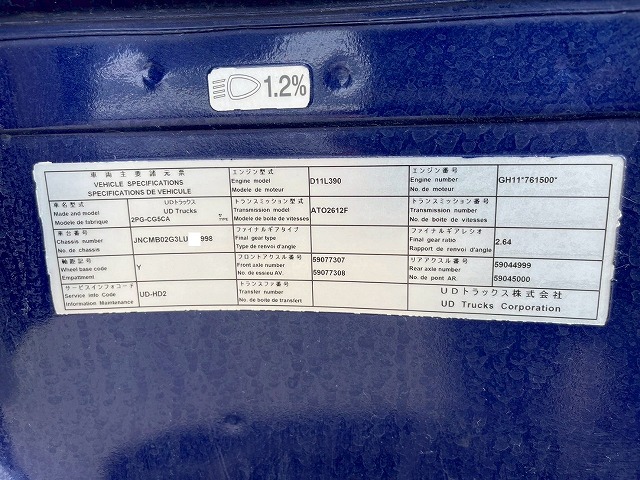 1.2%
車両主要諸元表
VEHICLE SPECIFICATIONS
SPECIFICATIONS DE VEHICULE
エンジン型式
Engine model
Modele de moteur
D11L390
エンジン番号
Engine number
No. de moteur
GH11*761500*
車名型式
Made and model
Modele de fabrique
UDトラックス
UD Trucks
2PG-CG5CA
トランスミッション型式
Transmission model
Modele de boite de vitesses
ATO2612F
トランスミッション番号
Transmission number
No. de boite de vitesses
車台番号
Chassis number
No. de chassis
JNCMB02G3LU 998
ファイナルギアタイプ
Final gear type
Type de renvoi d'angle
ファイナルギアレシオ
Final gear ratio
Rapport de renvoi d'angle
2.64
軸距記号
Wheel base code
Empattment
Y
フロントアクスル番号
Front axle number
No. de essieu AV.
59077307
59077308
リアアクスル番号
Rear axle number
No. de pont AR.
59044999
59045000
サービスインフォコード
Service info Code
Information Maintenance
UD-HD2
トランスファ番号
Transfer number
No. de boite de transfert
UDトラックス株式会社
UD Trucks Corporation